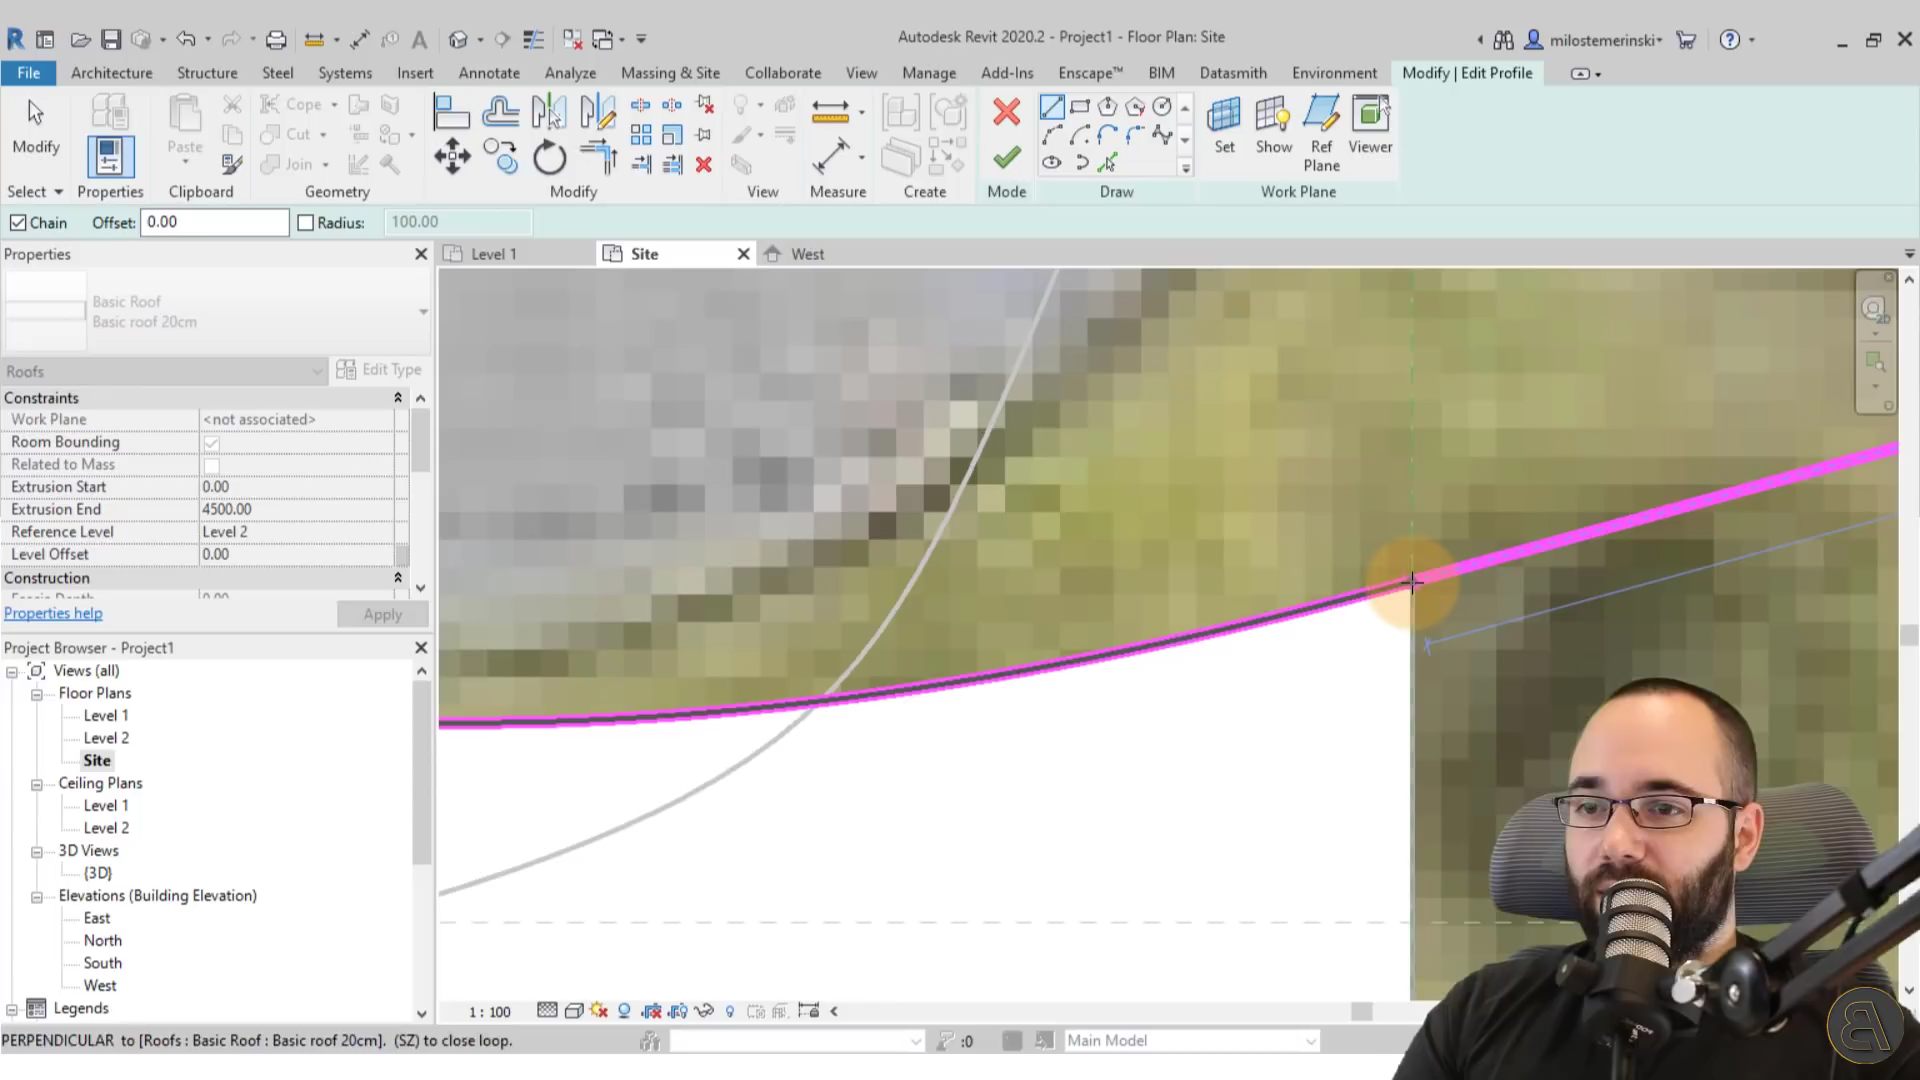 Autodesk Revit 2020.2 - Project1 - Floor Plan: Site
milostemerinski
File Architecture Structure Steel Systems Insert Annotate Analyze Massing & Site Collaborate View Manage Add-Ins Enscape™ BIM Datasmith Environment Modify | Edit Profile
Modify
Paste
Cope
Cut
Join
Set Show Ref Plane Viewer
Select Properties Clipboard Geometry Modify View Measure Create Mode Draw Work Plane
Chain Offset: 0.00 Radius: 100.00
Properties
Level 1 Site West
Basic Roof
Basic roof 20cm
Roofs Edit Type
Constraints
Work Plane <not associated>
Room Bounding
Related to Mass
Extrusion Start 0.00
Extrusion End 4500.00
Reference Level Level 2
Level Offset 0.00
Construction
Properties help Apply
Project Browser - Project1
Views (all)
Floor Plans
Level 1
Level 2
Site
Ceiling Plans
Level 1
Level 2
3D Views
{3D}
Elevations (Building Elevation)
East
North
South
West
Legends
1 : 100
2D
PERPENDICULAR to [Roofs : Basic Roof : Basic roof 20cm]. (SZ) to close loop.
:0
Main Model